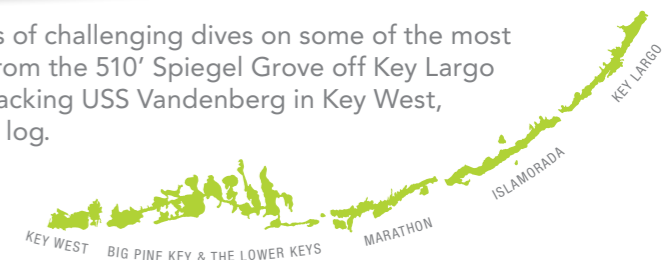 s of challenging dives on some of the most
rom the 510’ Spiegel Grove off Key Largo
acking USS Vandenberg in Key West,
log.
KEY LARGO
ISLAMORADA
MARATHON
BIG PINE KEY & THE LOWER KEYS
KEY WEST